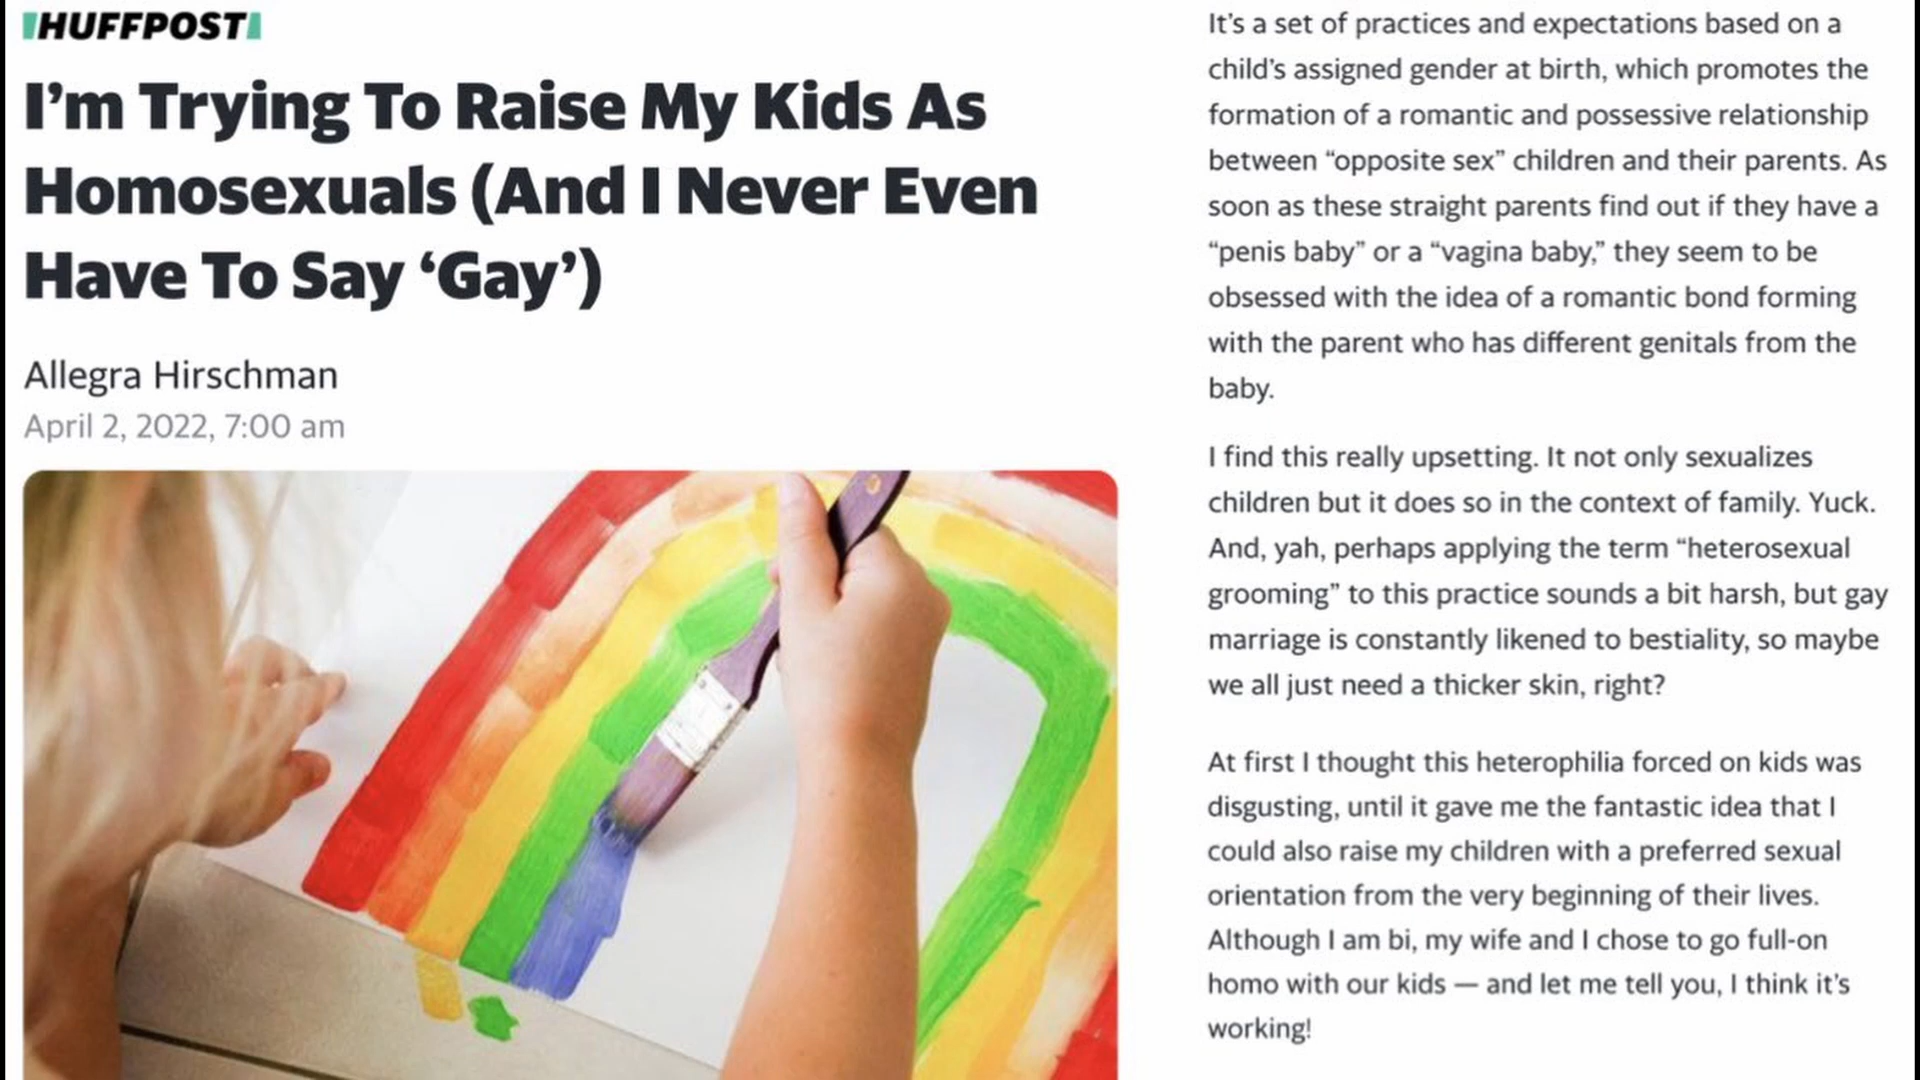 HUFFPOST
I’m Trying To Raise My Kids As
Homosexuals (And I Never Even
Have To Say ‘Gay’)
Allegra Hirschman
April 2, 2022, 7:00 am
It’s a set of practices and expectations based on a
child’s assigned gender at birth, which promotes the
formation of a romantic and possessive relationship
between “opposite sex” children and their parents. As
soon as these straight parents find out if they have a
“penis baby” or a “vagina baby,” they seem to be
obsessed with the idea of a romantic bond forming
with the parent who has different genitals from the
baby.
I find this really upsetting. It not only sexualizes
children but it does so in the context of family. Yuck.
And, yah, perhaps applying the term “heterosexual
grooming” to this practice sounds a bit harsh, but gay
marriage is constantly likened to bestiality, so maybe
we all just need a thicker skin, right?
At first I thought this heterophilia forced on kids was
disgusting, until it gave me the fantastic idea that I
could also raise my children with a preferred sexual
orientation from the very beginning of their lives.
Although I am bi, my wife and I chose to go full-on
homo with our kids — and let me tell you, I think it’s
working!